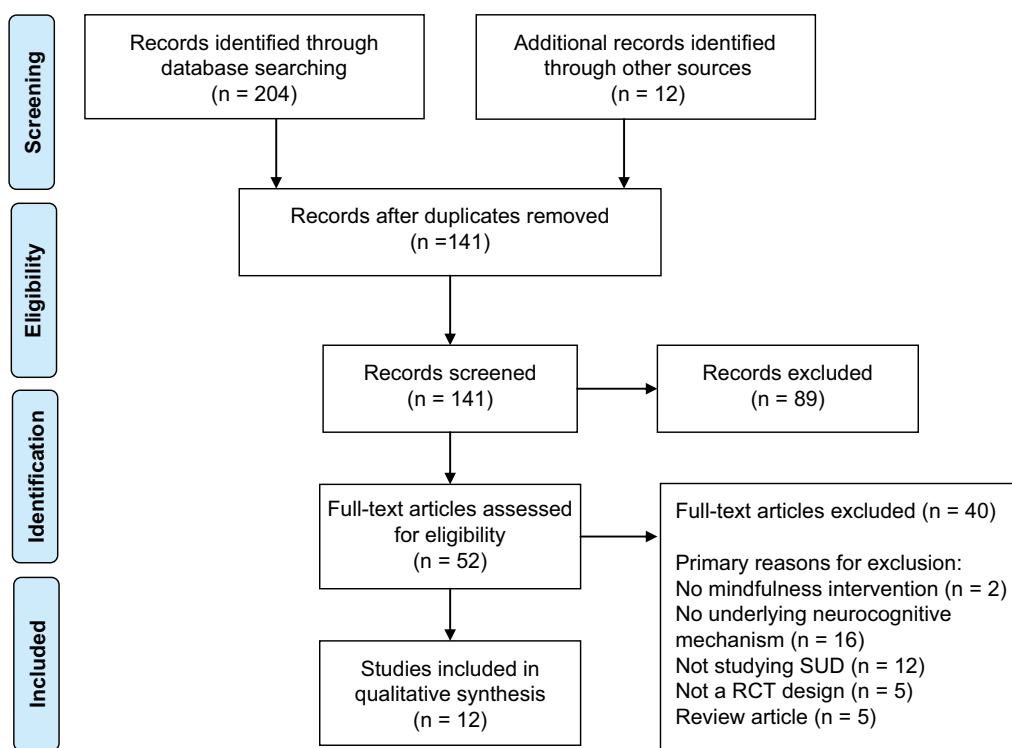 Screening
Records identified through
database searching
(n = 204)
Additional records identified
through other sources
(n = 12)
Eligibility
Records after duplicates removed
(n =141)
Records screened
(n = 141)
Records excluded
(n = 89)
Identification
Full-text articles assessed
for eligibility
(n = 52)
Full-text articles excluded (n = 40)
Primary reasons for exclusion:
No mindfulness intervention (n = 2)
No underlying neurocognitive
mechanism (n = 16)
Not studying SUD (n = 12)
Not a RCT design (n = 5)
Review article (n = 5)
Included
Studies included in
qualitative synthesis
(n = 12)